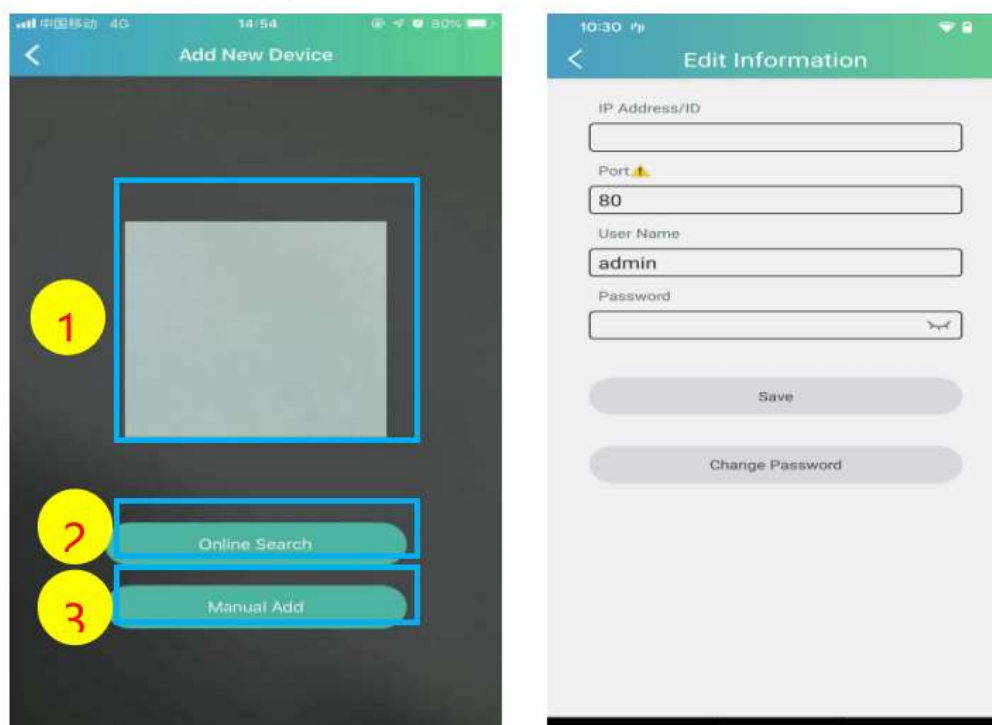 中国移动 4G 14:54 80%
Add New Device
1
2
Online Search
3
Manual Add
10:30
Edit Information
IP Address/ID
Port
80
User Name
admin
Password
Save
Change Password